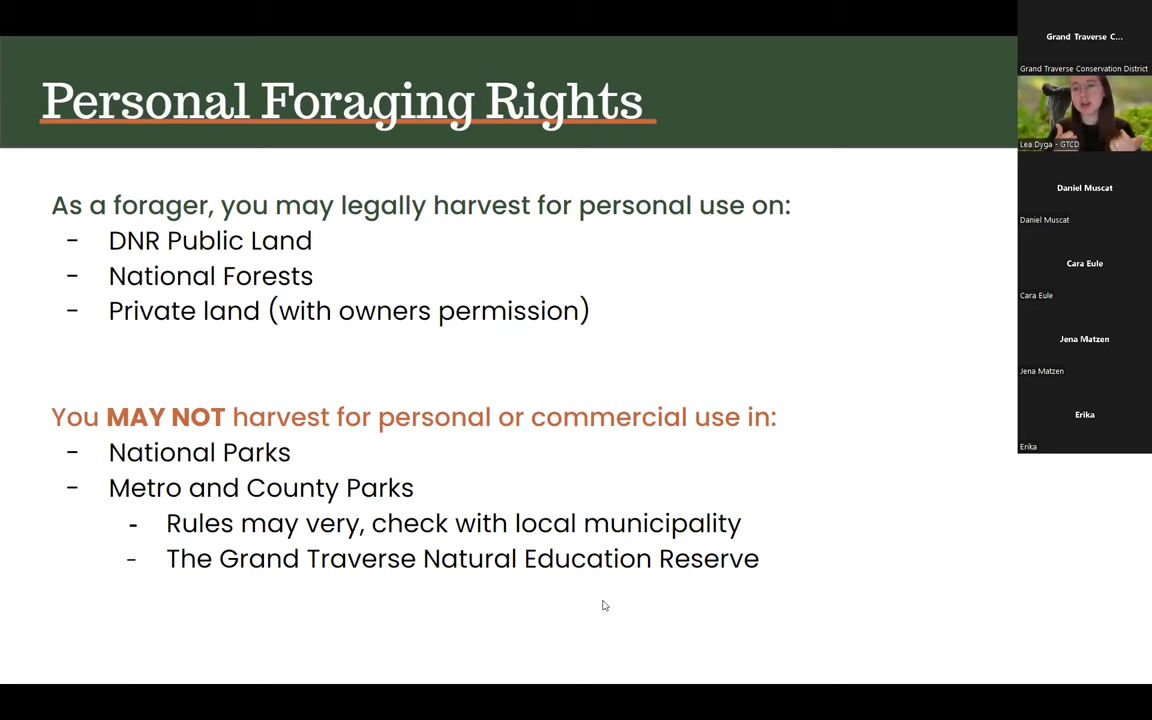 Personal Foraging Rights
As a forager, you may legally harvest for personal use on:
- DNR Public Land
- National Forests
- Private land (with owners permission)
You MAY NOT harvest for personal or commercial use in:
- National Parks
- Metro and County Parks
- Rules may very, check with local municipality
- The Grand Traverse Natural Education Reserve
Grand Traverse C...
Grand Traverse Conservation District
Lea Dyga - GTCD
Daniel Muscat
Daniel Muscat
Cara Eule
Cara Eule
Jena Matzen
Jena Matzen
Erika
Erika